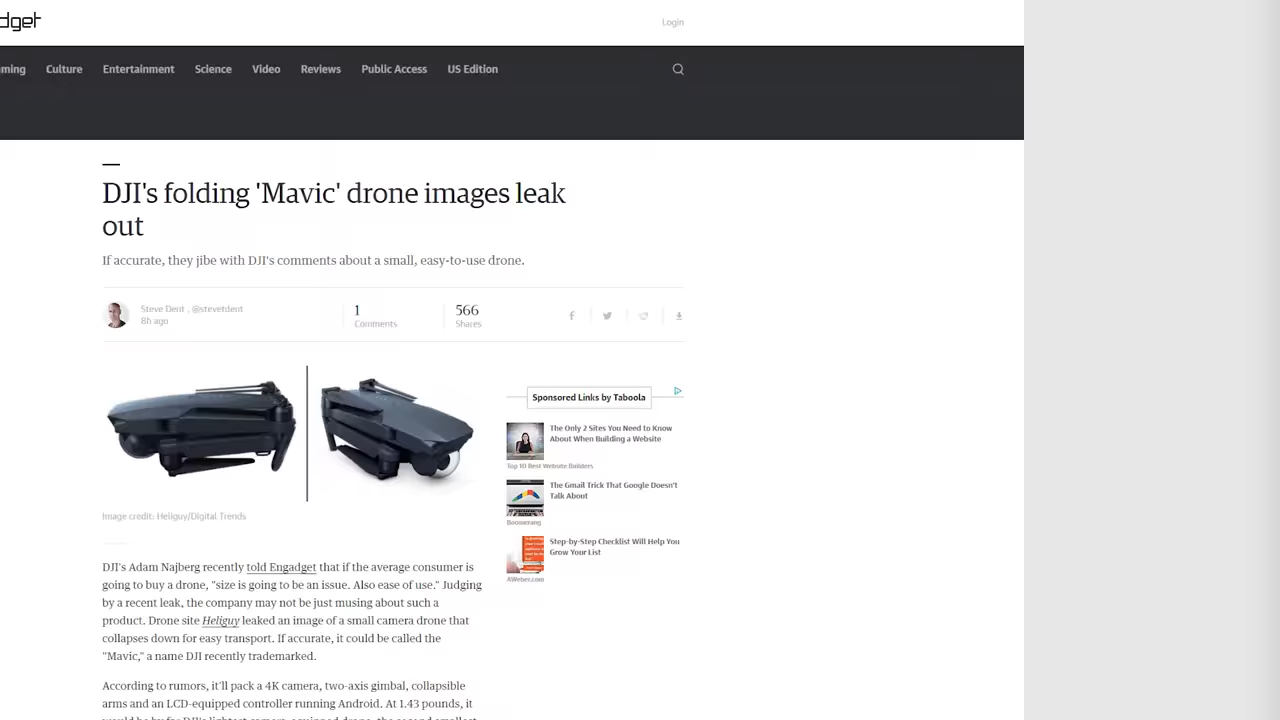 dget
Login
ming Culture Entertainment Science Video Reviews Public Access US Edition
DJI's folding 'Mavic' drone images leak
out
If accurate, they jibe with DJI's comments about a small, easy-to-use drone.
Steve Dent , @stevetdent
8h ago
1
Comments
566
Shares
Image credit: Heliguy/Digital Trends
DJI's Adam Najberg recently told Engadget that if the average consumer is
going to buy a drone, "size is going to be an issue. Also ease of use." Judging
by a recent leak, the company may not be just musing about such a
product. Drone site Heliguy leaked an image of a small camera drone that
collapses down for easy transport. If accurate, it could be called the
"Mavic," a name DJI recently trademarked.
According to rumors, it'll pack a 4K camera, two-axis gimbal, collapsible
arms and an LCD-equipped controller running Android. At 1.43 pounds, it
Sponsored Links by Taboola
The Only 2 Sites You Need to Know
About When Building a Website
Top 10 Best Website Builders
The Gmail Trick That Google Doesn't
Talk About
Boomerang
Step-by-Step Checklist Will Help You
Grow Your List
AWeber.com